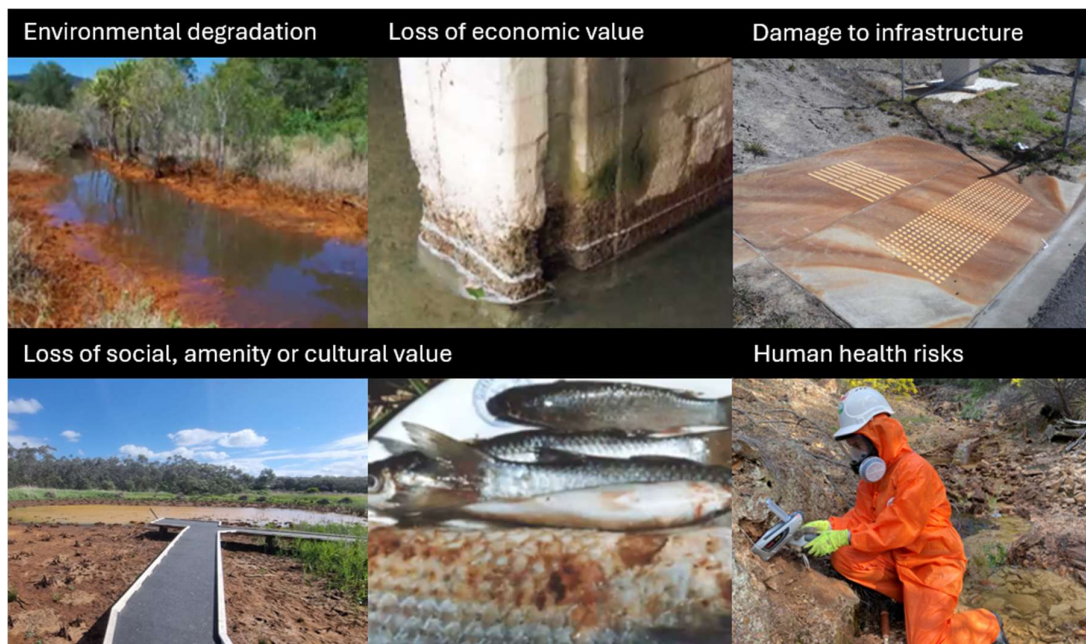 Environmental degradation
Loss of economic value
Damage to infrastructure
Loss of social, amenity or cultural value
Human health risks